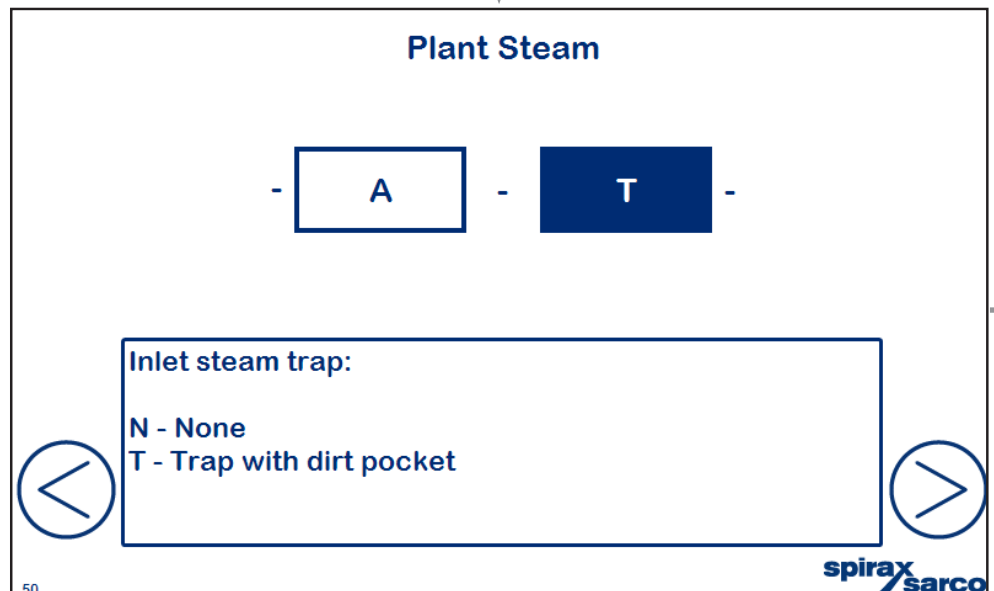 Plant Steam
- A - T -
Inlet steam trap:
N - None
T - Trap with dirt pocket
50
spirax
sarco